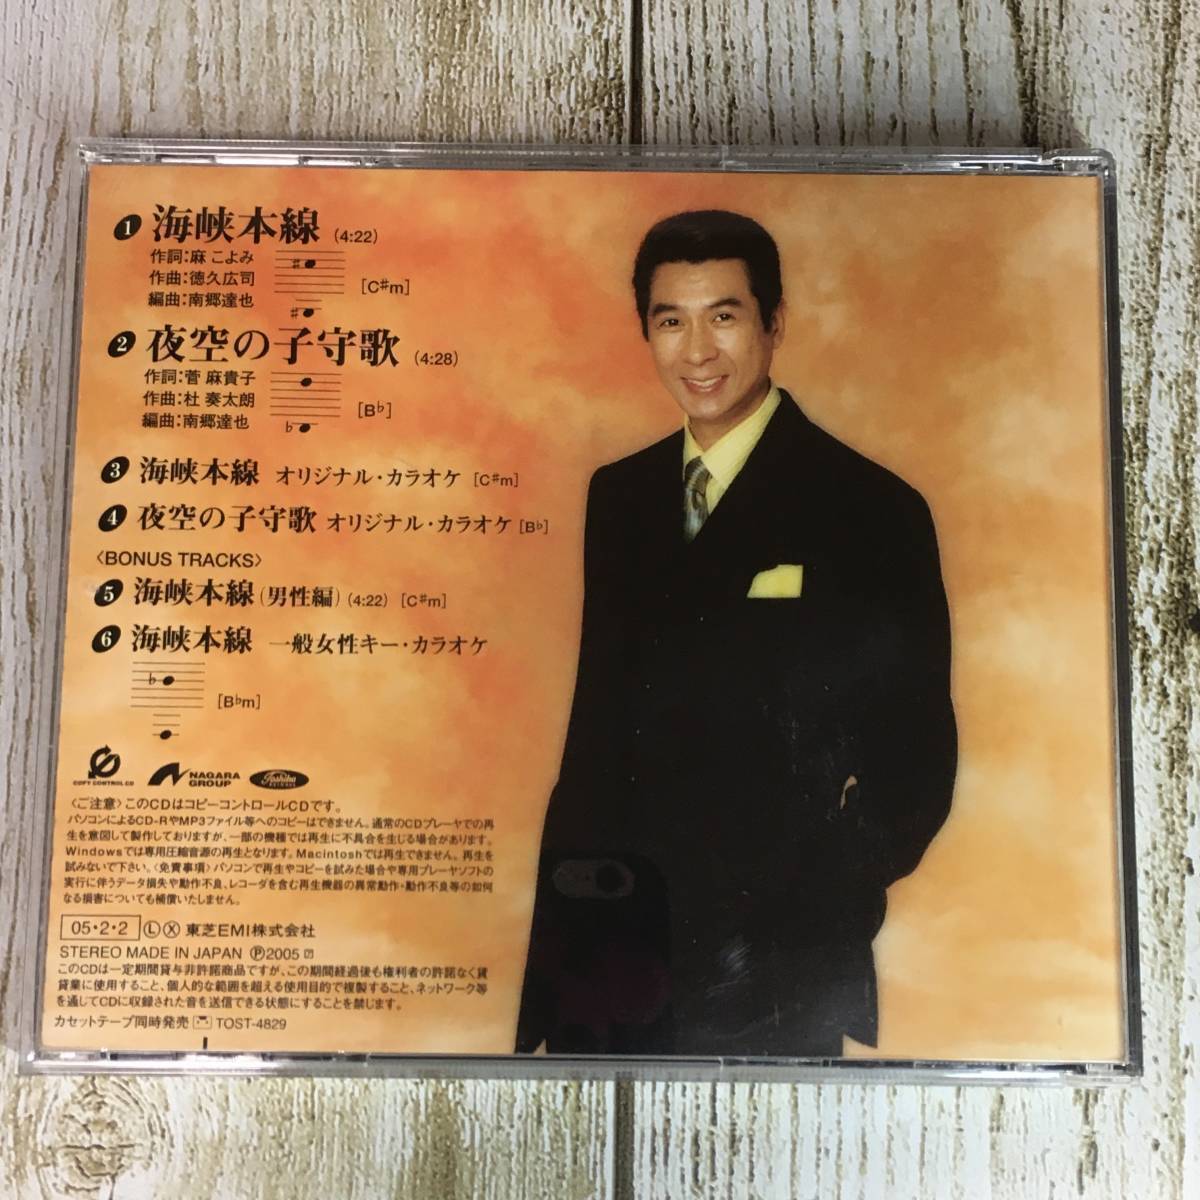 1 海峡本線 (4:22)
作詞:麻 こよみ
作曲:徳久広司 [C♯m]
編曲:南郷達也
2 夜空の子守歌 (4:28)
作詞:菅 麻貴子
作曲:杜 奏太朗 [B♭]
編曲:南郷達也
3 海峡本線 オリジナル・カラオケ [C♯m]
4 夜空の子守歌 オリジナル・カラオケ [B♭]
〈BONUS TRACKS〉
5 海峡本線(男性編) (4:22) [C♯m]
6 海峡本線 一般女性キー・カラオケ
[B♭m]
COPY CONTROL CD
NAGARA GROUP
Toshiba RECORDS
〈ご注意〉このCDはコピーコントロールCDです。
パソコンによるCD-RやMP3ファイル等へのコピーはできません。通常のCDプレーヤでの再
生を意図して製作しておりますが、一部の機種では再生に不具合を生じる場合があります。
Windowsでは専用圧縮音源の再生となります。Macintoshでは再生できません。再生を
試みないで下さい。〈免責事項〉パソコンで再生やコピーを試みた場合や専用プレーヤソフトの
実行に伴うデータ損失や動作不良、レコーダを含む再生機器の異常動作・動作不良等の如何
なる損害についても補償いたしません。
05・2・2 Ⓛ Ⓧ 東芝EMI株式会社
STEREO MADE IN JAPAN Ⓟ2005
このCDは一定期間貸与非許諾商品ですが、この期間経過後も権利者の許諾なく賃
貸業に使用すること、個人的な範囲を超える使用目的で複製すること、ネットワーク等
を通してCDに収録された音を送信できる状態にすることを禁じます。
カセットテープ同時発売 TOST-4829